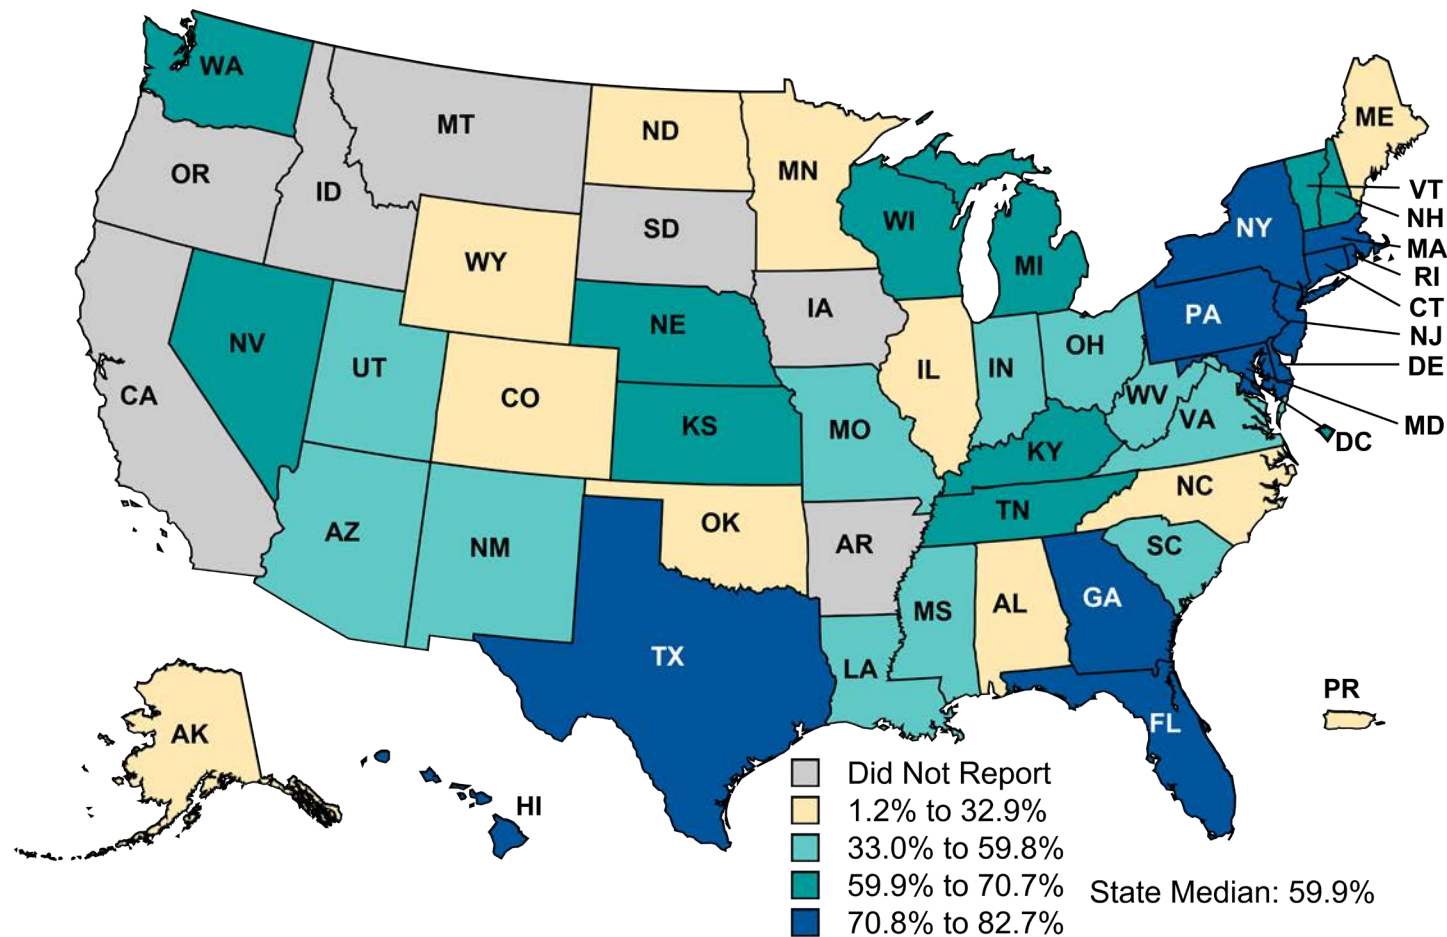 WA
MT
ND
MN
ME
OR
ID
SD
WI
MI
VT
NH
NY
MA
RI
WY
IA
NE
PA
CT
NJ
DE
NV
UT
CO
IL
IN
OH
WV
VA
MD
DC
CA
KS
MO
KY
NC
AZ
NM
OK
AR
TN
SC
MS
AL
GA
TX
LA
FL
PR
AK
HI
Did Not Report
1.2% to 32.9%
33.0% to 59.8%
59.9% to 70.7%
70.8% to 82.7%
State Median: 59.9%